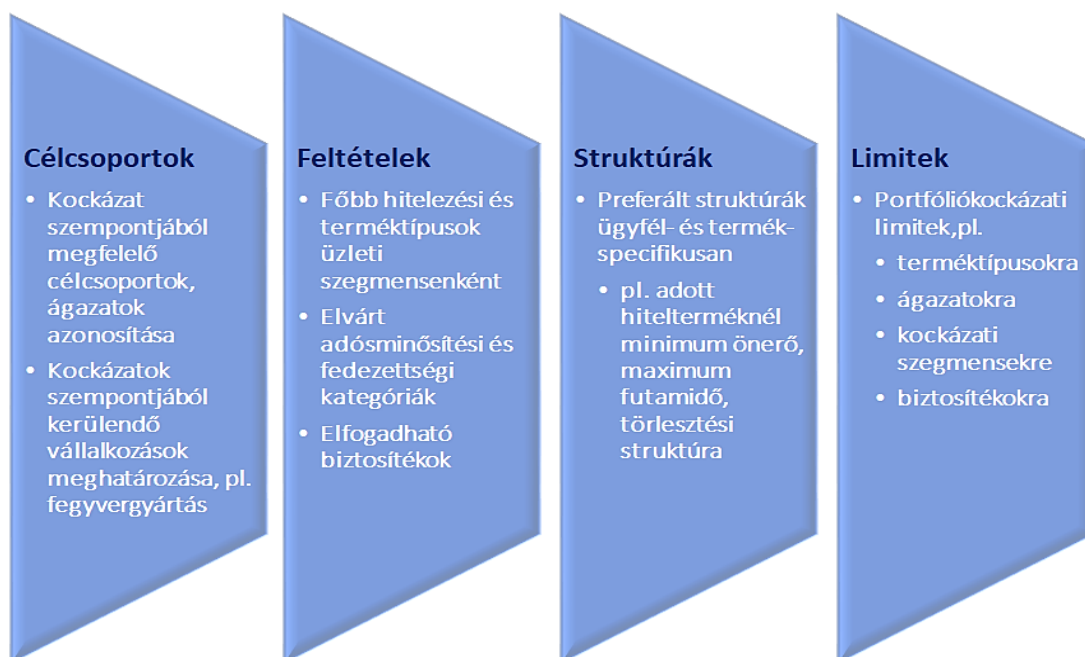 Célcsoportok
• Kockázat
szempontjából
megfelelő
célcsoportok,
ágazatok
azonosítása
• Kockázatok
szempontjából
kerülendő
vállalkozások
meghatározása, pl.
fegyvergyártás
Feltételek
• Főbb hitelezési és
terméktípusok
üzleti
szegmensenként
• Elvárt
adósminősítési és
fedezettségi
kategóriák
• Elfogadható
biztosítékok
Struktúrák
• Preferált struktúrák
ügyfél- és termék-
specifikusan
• pl. adott
hitelterméknél
minimum önerő,
maximum
futamidő,
törlesztési
struktúra
Limitek
• Portfóliókockázati
limitek,pl.
• terméktípusokra
• ágazatokra
• kockázati
szegmensekre
• biztosítékokra